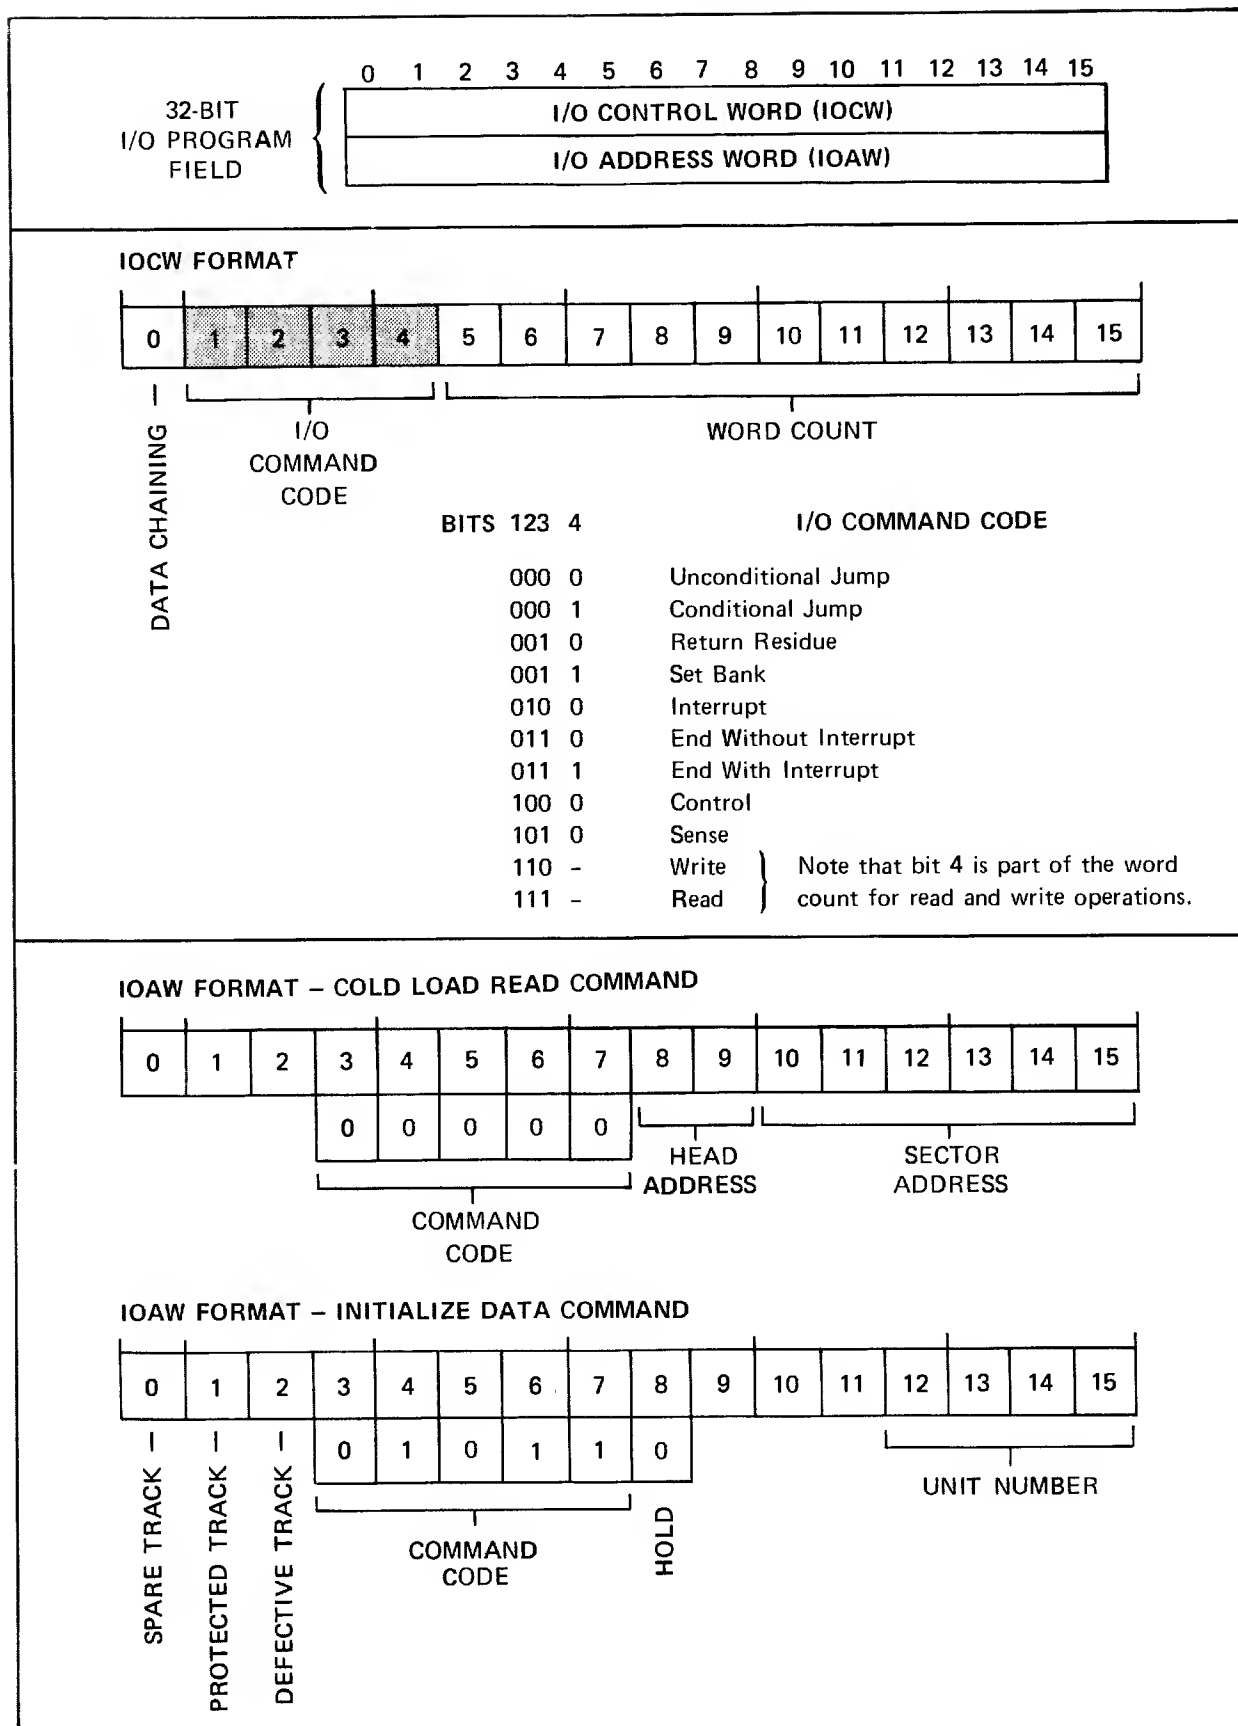 0 1 2 3 4 5 6 7 8 9 10 11 12 13 14 15
32-BIT
I/O PROGRAM
FIELD
I/O CONTROL WORD (IOCW)
I/O ADDRESS WORD (IOAW)
IOCW FORMAT
0 1 2 3 4 5 6 7 8 9 10 11 12 13 14 15
DATA CHAINING –
I/O
COMMAND
CODE
WORD COUNT
BITS 123 4 I/O COMMAND CODE
000 0 Unconditional Jump
000 1 Conditional Jump
001 0 Return Residue
001 1 Set Bank
010 0 Interrupt
011 0 End Without Interrupt
011 1 End With Interrupt
100 0 Control
101 0 Sense
110 – Write
111 – Read
Note that bit 4 is part of the word
count for read and write operations.
IOAW FORMAT – COLD LOAD READ COMMAND
0 1 2 3 4 5 6 7 8 9 10 11 12 13 14 15
0 0 0 0 0
COMMAND
CODE
HEAD
ADDRESS
SECTOR
ADDRESS
IOAW FORMAT – INITIALIZE DATA COMMAND
0 1 2 3 4 5 6 7 8 9 10 11 12 13 14 15
0 1 0 1 1 0
SPARE TRACK –
PROTECTED TRACK –
DEFECTIVE TRACK –
COMMAND
CODE
HOLD
UNIT NUMBER